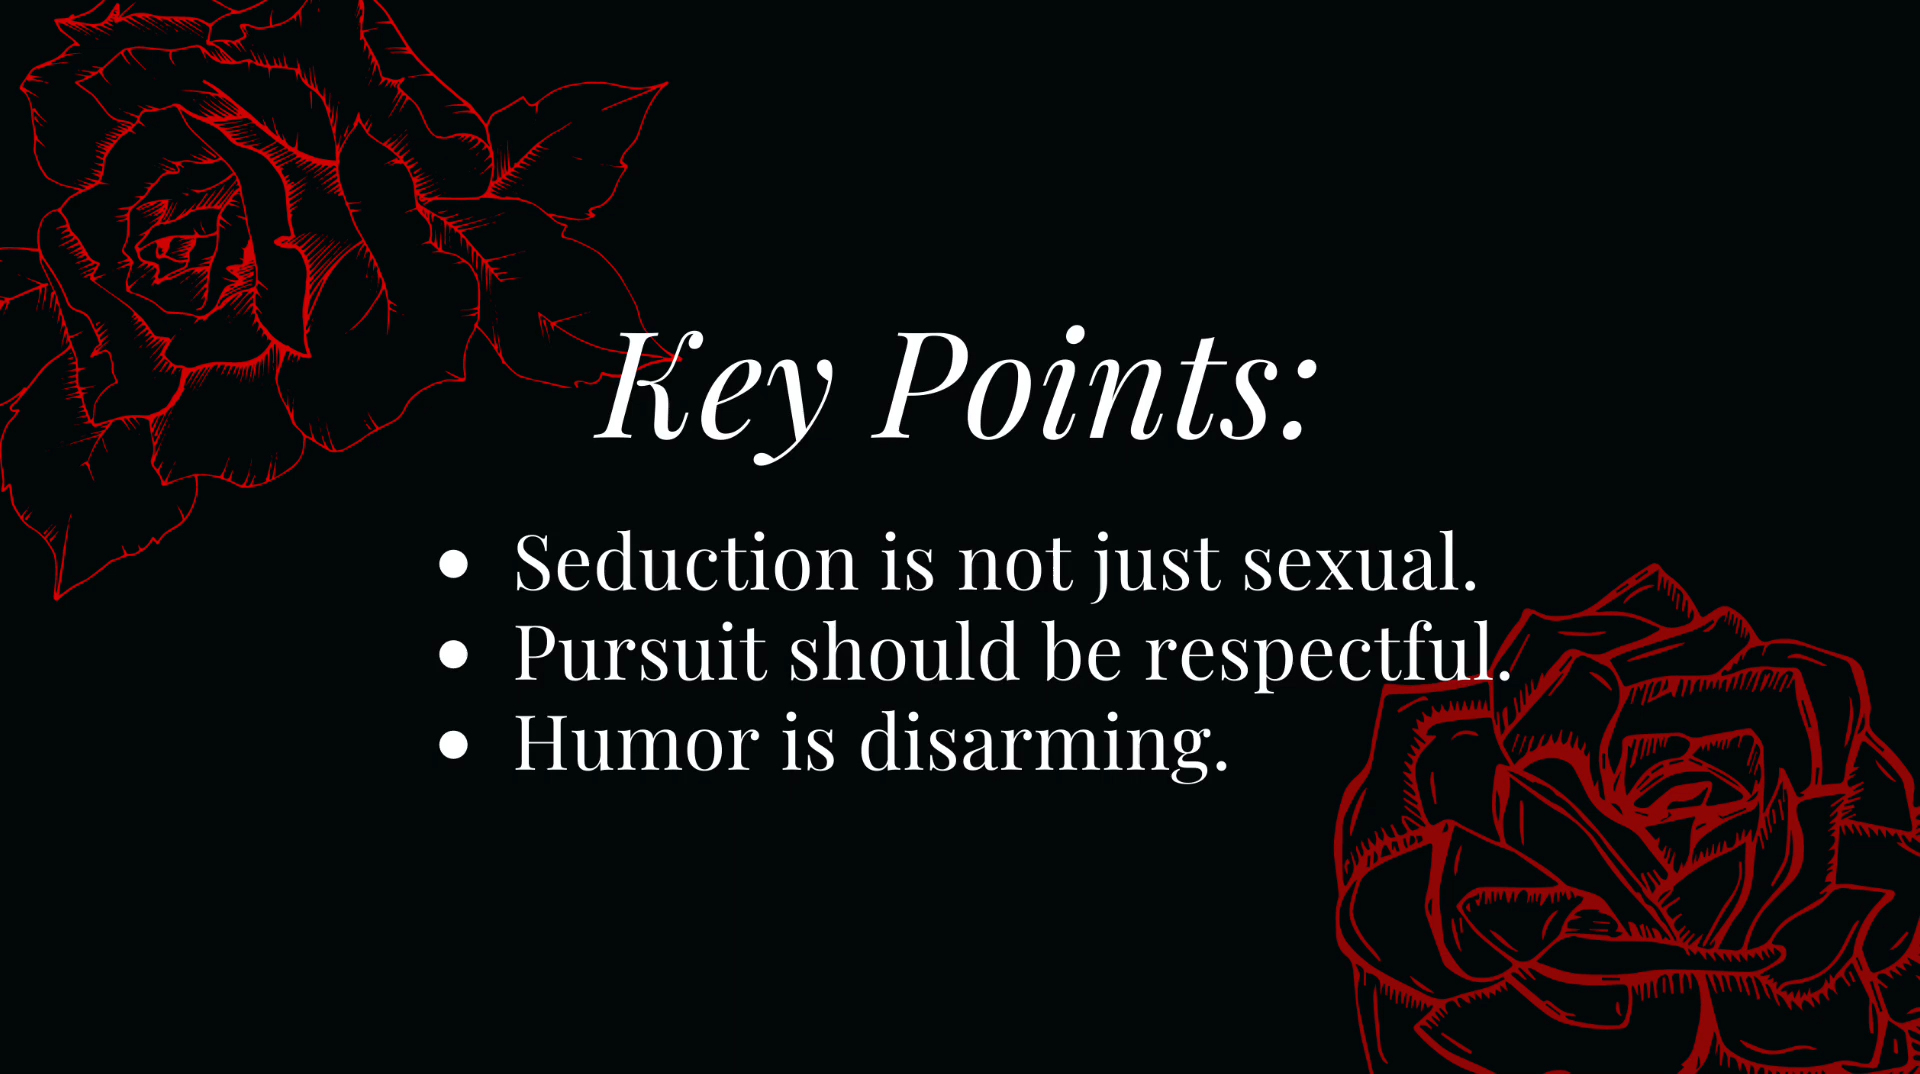 Key Points:
● Seduction is not just sexual.
● Pursuit should be respectful.
● Humor is disarming.